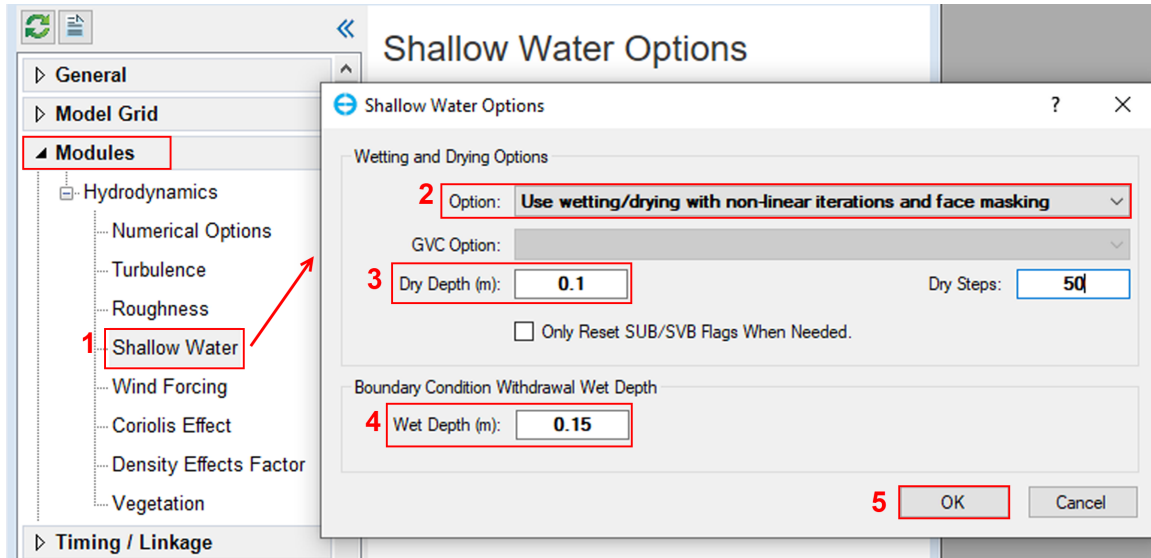 Shallow Water Options
General
Model Grid
Modules
Hydrodynamics
Numerical Options
Turbulence
Roughness
1 Shallow Water
Wind Forcing
Coriolis Effect
Density Effects Factor
Vegetation
Timing / Linkage
Shallow Water Options ?
Wetting and Drying Options
2 Option: Use wetting/drying with non-linear iterations and face masking
GVC Option:
3 Dry Depth (m): 0.1 Dry Steps: 50
Only Reset SUB/SVB Flags When Needed.
Boundary Condition Withdrawal Wet Depth
4 Wet Depth (m): 0.15
5 OK Cancel